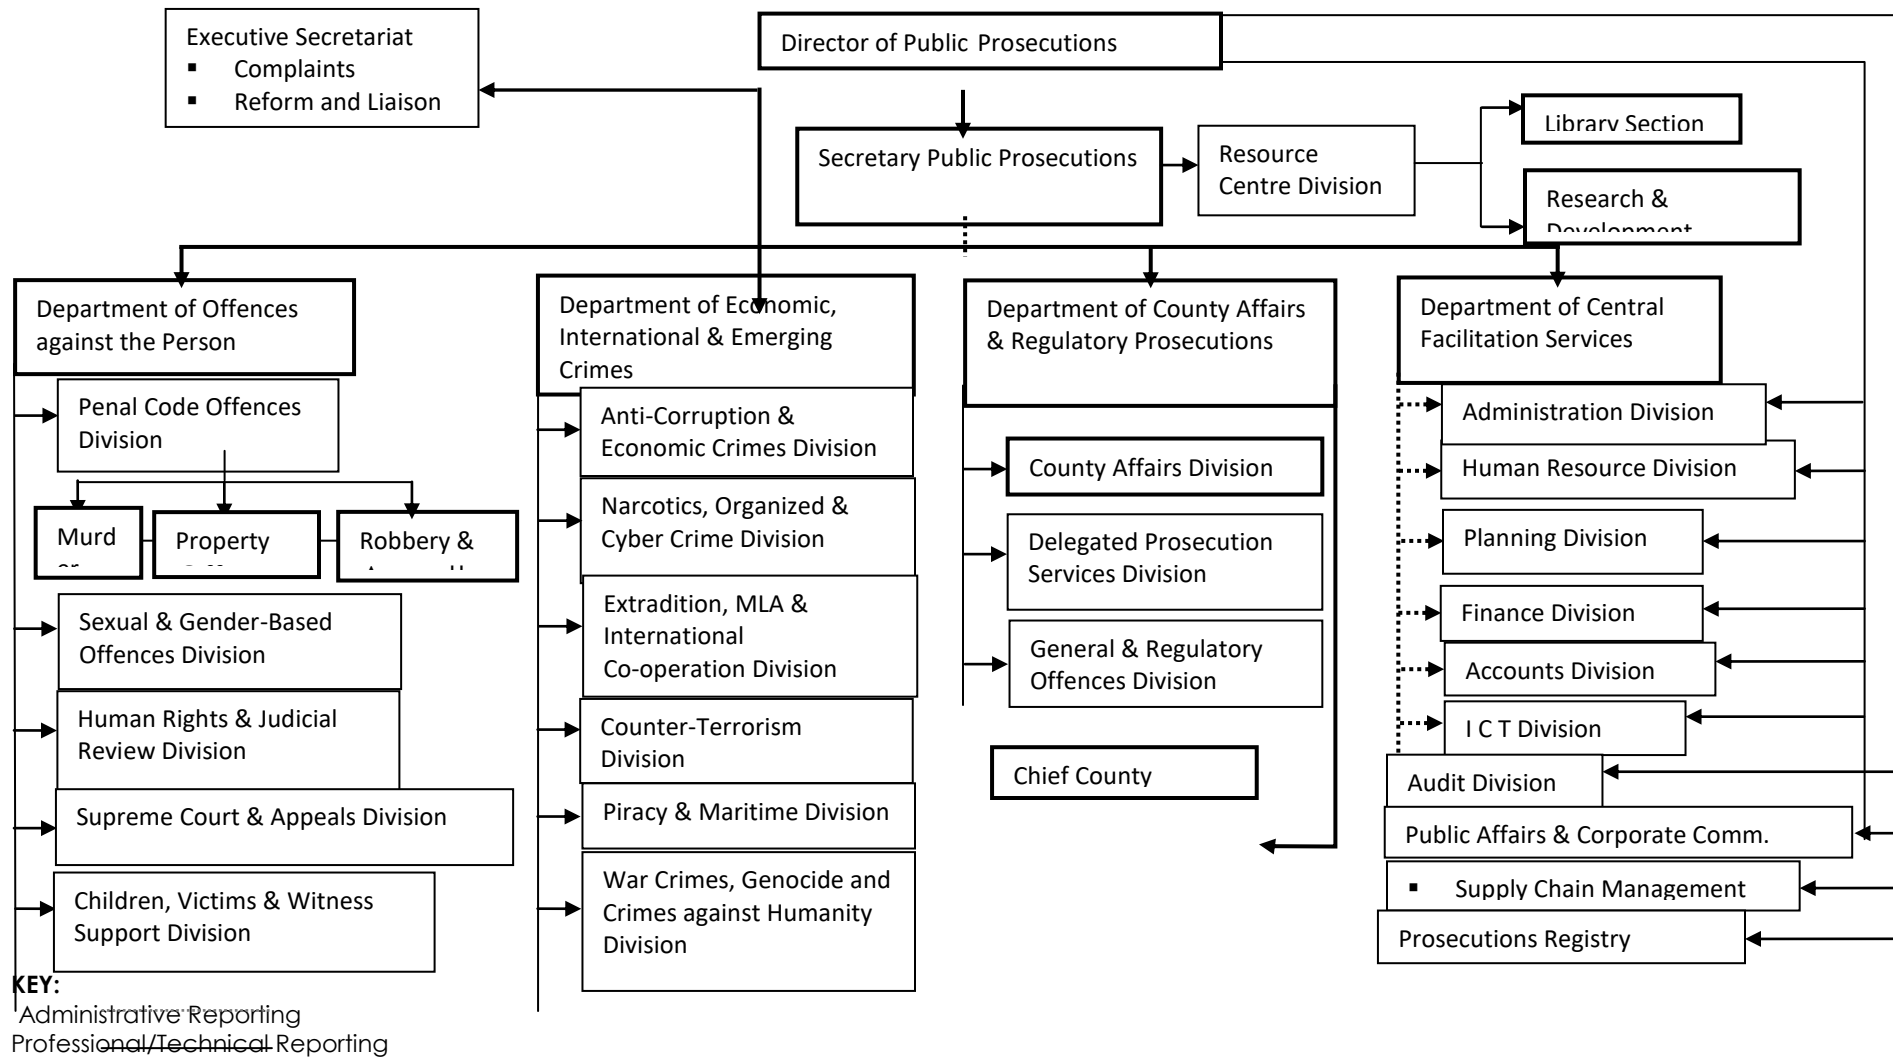 Executive Secretariat
▪ Complaints
▪ Reform and Liaison
Director of Public Prosecutions
Secretary Public Prosecutions
Resource
Centre Division
Library Section
Research &
Development
Department of Offences
against the Person
Penal Code Offences
Division
Murd
er
Property
Robbery &
Sexual & Gender-Based
Offences Division
Human Rights & Judicial
Review Division
Supreme Court & Appeals Division
Children, Victims & Witness
Support Division
Department of Economic,
International & Emerging
Crimes
Anti-Corruption &
Economic Crimes Division
Narcotics, Organized &
Cyber Crime Division
Extradition, MLA &
International
Co-operation Division
Counter-Terrorism
Division
Piracy & Maritime Division
War Crimes, Genocide and
Crimes against Humanity
Division
Department of County Affairs
& Regulatory Prosecutions
County Affairs Division
Delegated Prosecution
Services Division
General & Regulatory
Offences Division
Chief County
Department of Central
Facilitation Services
Administration Division
Human Resource Division
Planning Division
Finance Division
Accounts Division
I C T Division
Audit Division
Public Affairs & Corporate Comm.
▪ Supply Chain Management
Prosecutions Registry
KEY:
Administrative Reporting
Professional/Technical Reporting